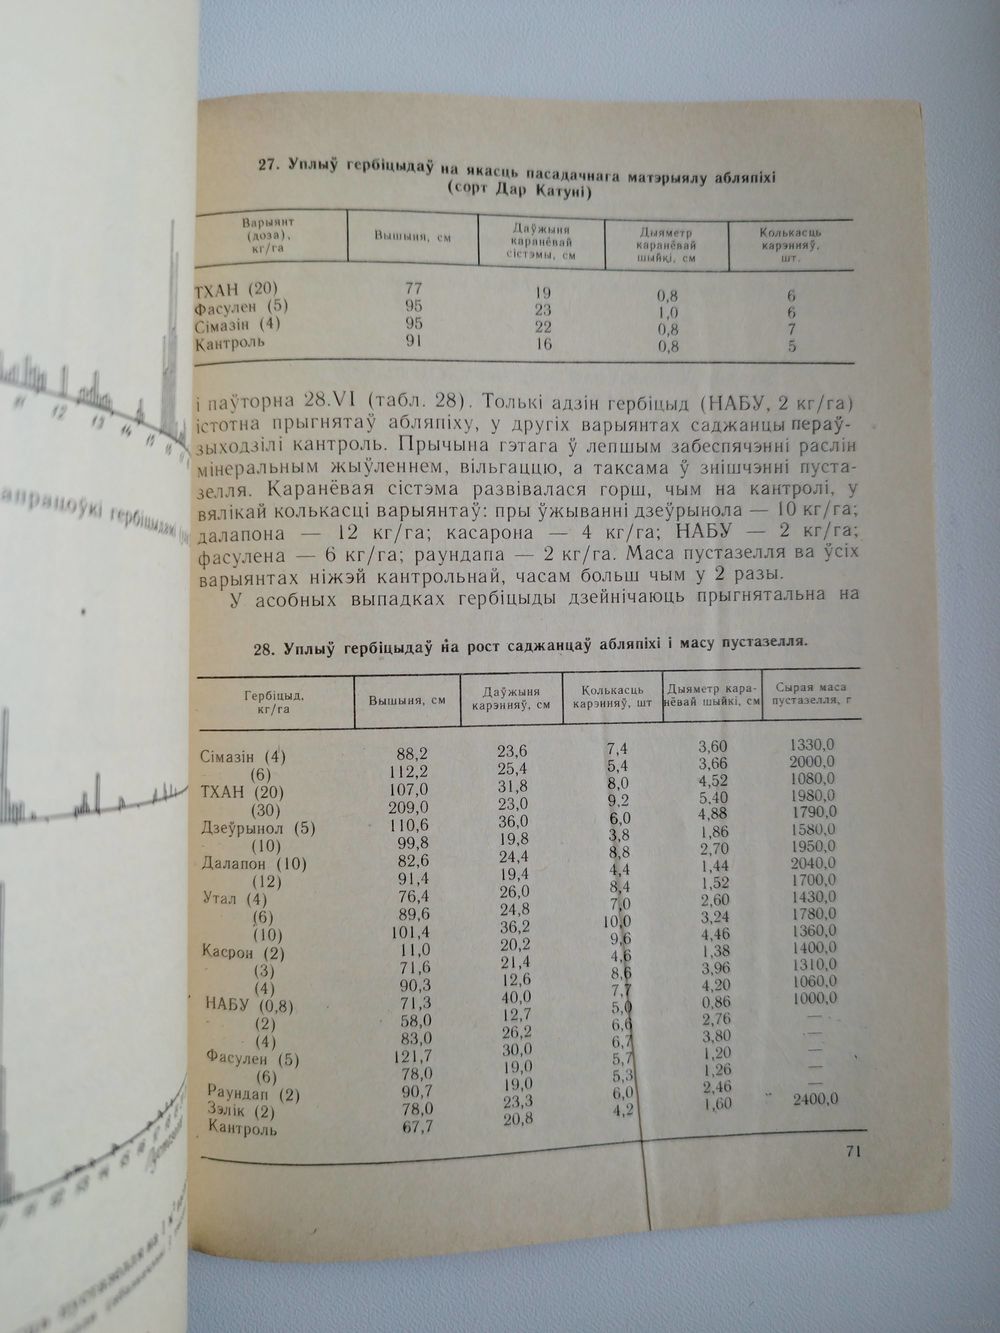 27. Уплыў гербіцыдаў на якасць пасадачнага матэрыялу абляпіхі
(сорт Дар Катуні)
Варыянт (доза), кг/га | Вышыня, см | Даўжыня каранёвай сістэмы, см | Дыяметр каранёвай шыйкі, см | Колькасць карэнняў, шт.
ТХАН (20) 77 19 0,8 6
Фасулен (5) 95 23 1,0 6
Сімазін (4) 95 22 0,8 7
Кантроль 91 16 0,8 5
і паўторна 28.VI (табл. 28). Толькі адзін гербіцыд (НАБУ, 2 кг/га)
істотна прыгнятаў абляпіху, у другіх варыянтах саджанцы пераў-
зыходзілі кантроль. Прычына гэтага ў лепшым забеспячэнні раслін
мінеральным жыўленнем, вільгаццю, а таксама ў знішчэнні пуста-
зелля. Каранёвая сістэма развівалася горш, чым на кантролі, у
вялікай колькасці варыянтаў: пры ўжыванні дзеўрынола — 10 кг/га;
далапона — 12 кг/га; касарона — 4 кг/га; НАБУ — 2 кг/га;
фасулена — 6 кг/га; раундапа — 2 кг/га. Маса пустазелля ва ўсіх
варыянтах ніжэй кантрольнай, часам больш чым у 2 разы.
У асобных выпадках гербіцыды дзейнічаюць прыгнятальна на
28. Уплыў гербіцыдаў на рост саджанцаў абляпіхі і масу пустазелля.
Гербіцыд, кг/га | Вышыня, см | Даўжыня карэнняў, см | Колькасць карэнняў, шт | Дыяметр каранёвай шыйкі, см | Сырая маса пустазелля, г
Сімазін (4) 88,2 23,6 7,4 3,60 1330,0
(6) 112,2 25,4 5,4 3,66 2000,0
ТХАН (20) 107,0 31,8 8,0 4,52 1080,0
(30) 209,0 23,0 9,2 5,40 1980,0
Дзеўрынол (5) 110,6 36,0 6,0 4,88 1790,0
(10) 99,8 19,8 3,8 1,86 1580,0
Далапон (10) 82,6 24,4 8,8 2,70 1950,0
(12) 91,4 19,4 4,4 1,44 2040,0
Утал (4) 76,4 26,0 8,4 1,52 1700,0
(6) 89,6 24,8 7,0 2,60 1430,0
(10) 101,4 36,2 10,0 3,24 1780,0
Касрон (2) 11,0 20,2 9,6 4,46 1360,0
(3) 71,6 21,4 4,6 1,38 1400,0
(4) 90,3 12,6 8,6 3,96 1310,0
НАБУ (0,8) 71,3 40,0 7,7 4,20 1060,0
(2) 58,0 12,7 5,0 0,86 1000,0
(4) 83,0 26,2 6,6 2,76 —
Фасулен (5) 121,7 30,0 6,7 3,80 —
(6) 78,0 19,0 5,7 1,20 —
Раундап (2) 90,7 19,0 5,3 1,26 —
Зэлік (2) 78,0 23,3 6,0 2,46 —
Кантроль 67,7 20,8 4,2 1,60 2400,0
71